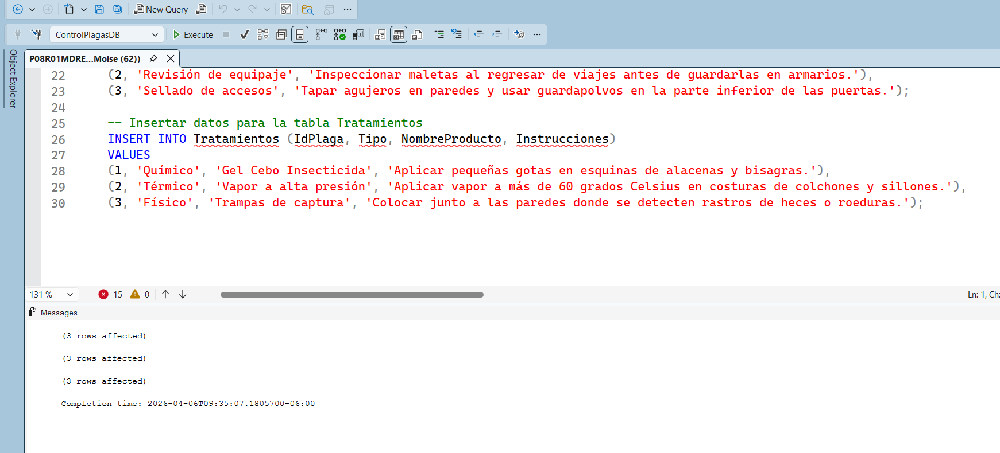 New Query
ControlPlagasDB
Execute
Object Explorer
P08R01MDRE...Moise (62))
22 (2, 'Revisión de equipaje', 'Inspeccionar maletas al regresar de viajes antes de guardarlas en armarios.'),
23 (3, 'Sellado de accesos', 'Tapar agujeros en paredes y usar guardapolvos en la parte inferior de las puertas.');
24
25 -- Insertar datos para la tabla Tratamientos
26 INSERT INTO Tratamientos (IdPlaga, Tipo, NombreProducto, Instrucciones)
27 VALUES
28 (1, 'Químico', 'Gel Cebo Insecticida', 'Aplicar pequeñas gotas en esquinas de alacenas y bisagras.'),
29 (2, 'Térmico', 'Vapor a alta presión', 'Aplicar vapor a más de 60 grados Celsius en costuras de colchones y sillones.'),
30 (3, 'Físico', 'Trampas de captura', 'Colocar junto a las paredes donde se detecten rastros de heces o roeduras.');
131 % 15 0 Ln: 1, Ch:
Messages
(3 rows affected)
(3 rows affected)
(3 rows affected)
Completion time: 2026-04-06T09:35:07.1805700-06:00